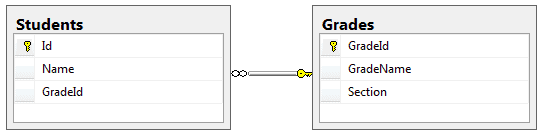 Students
Id
Name
GradeId
Grades
GradeId
GradeName
Section